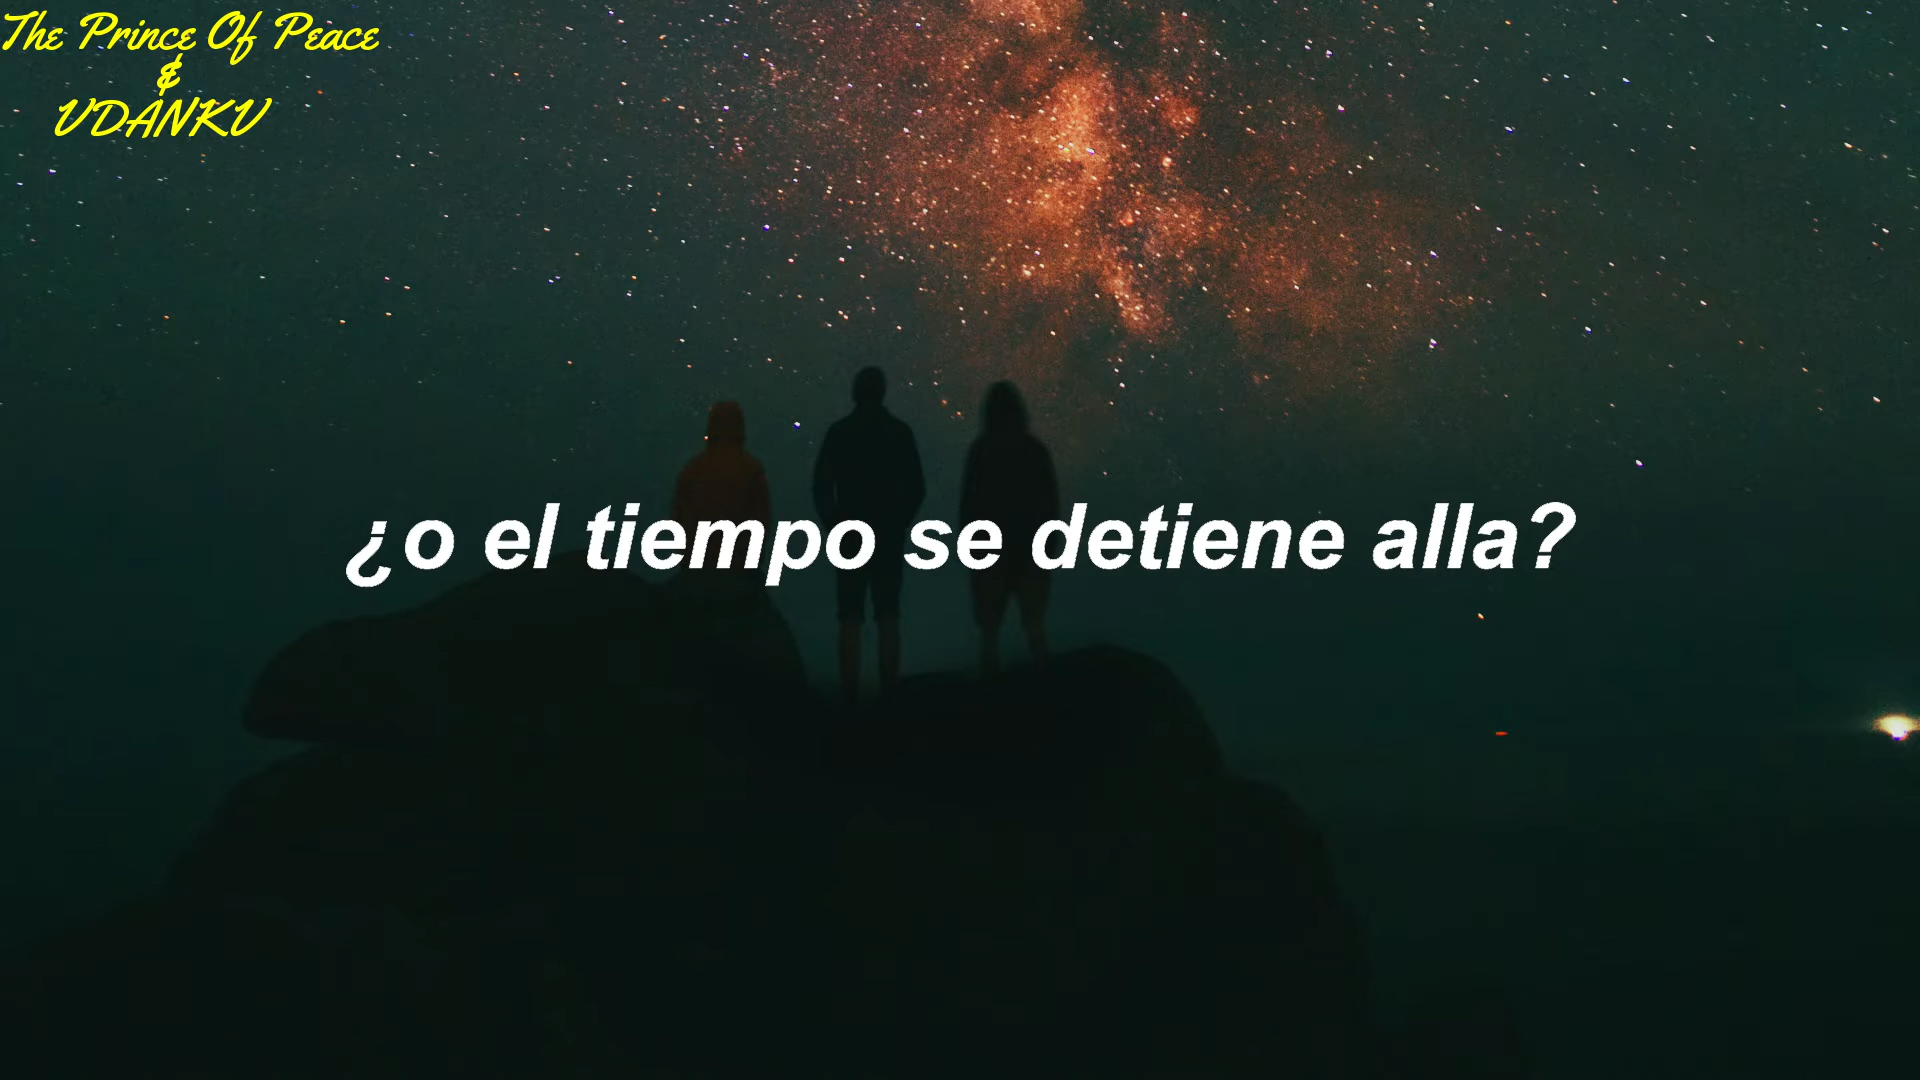 The Prince Of Peace
&
VDANKV
¿o el tiempo se detiene alla?